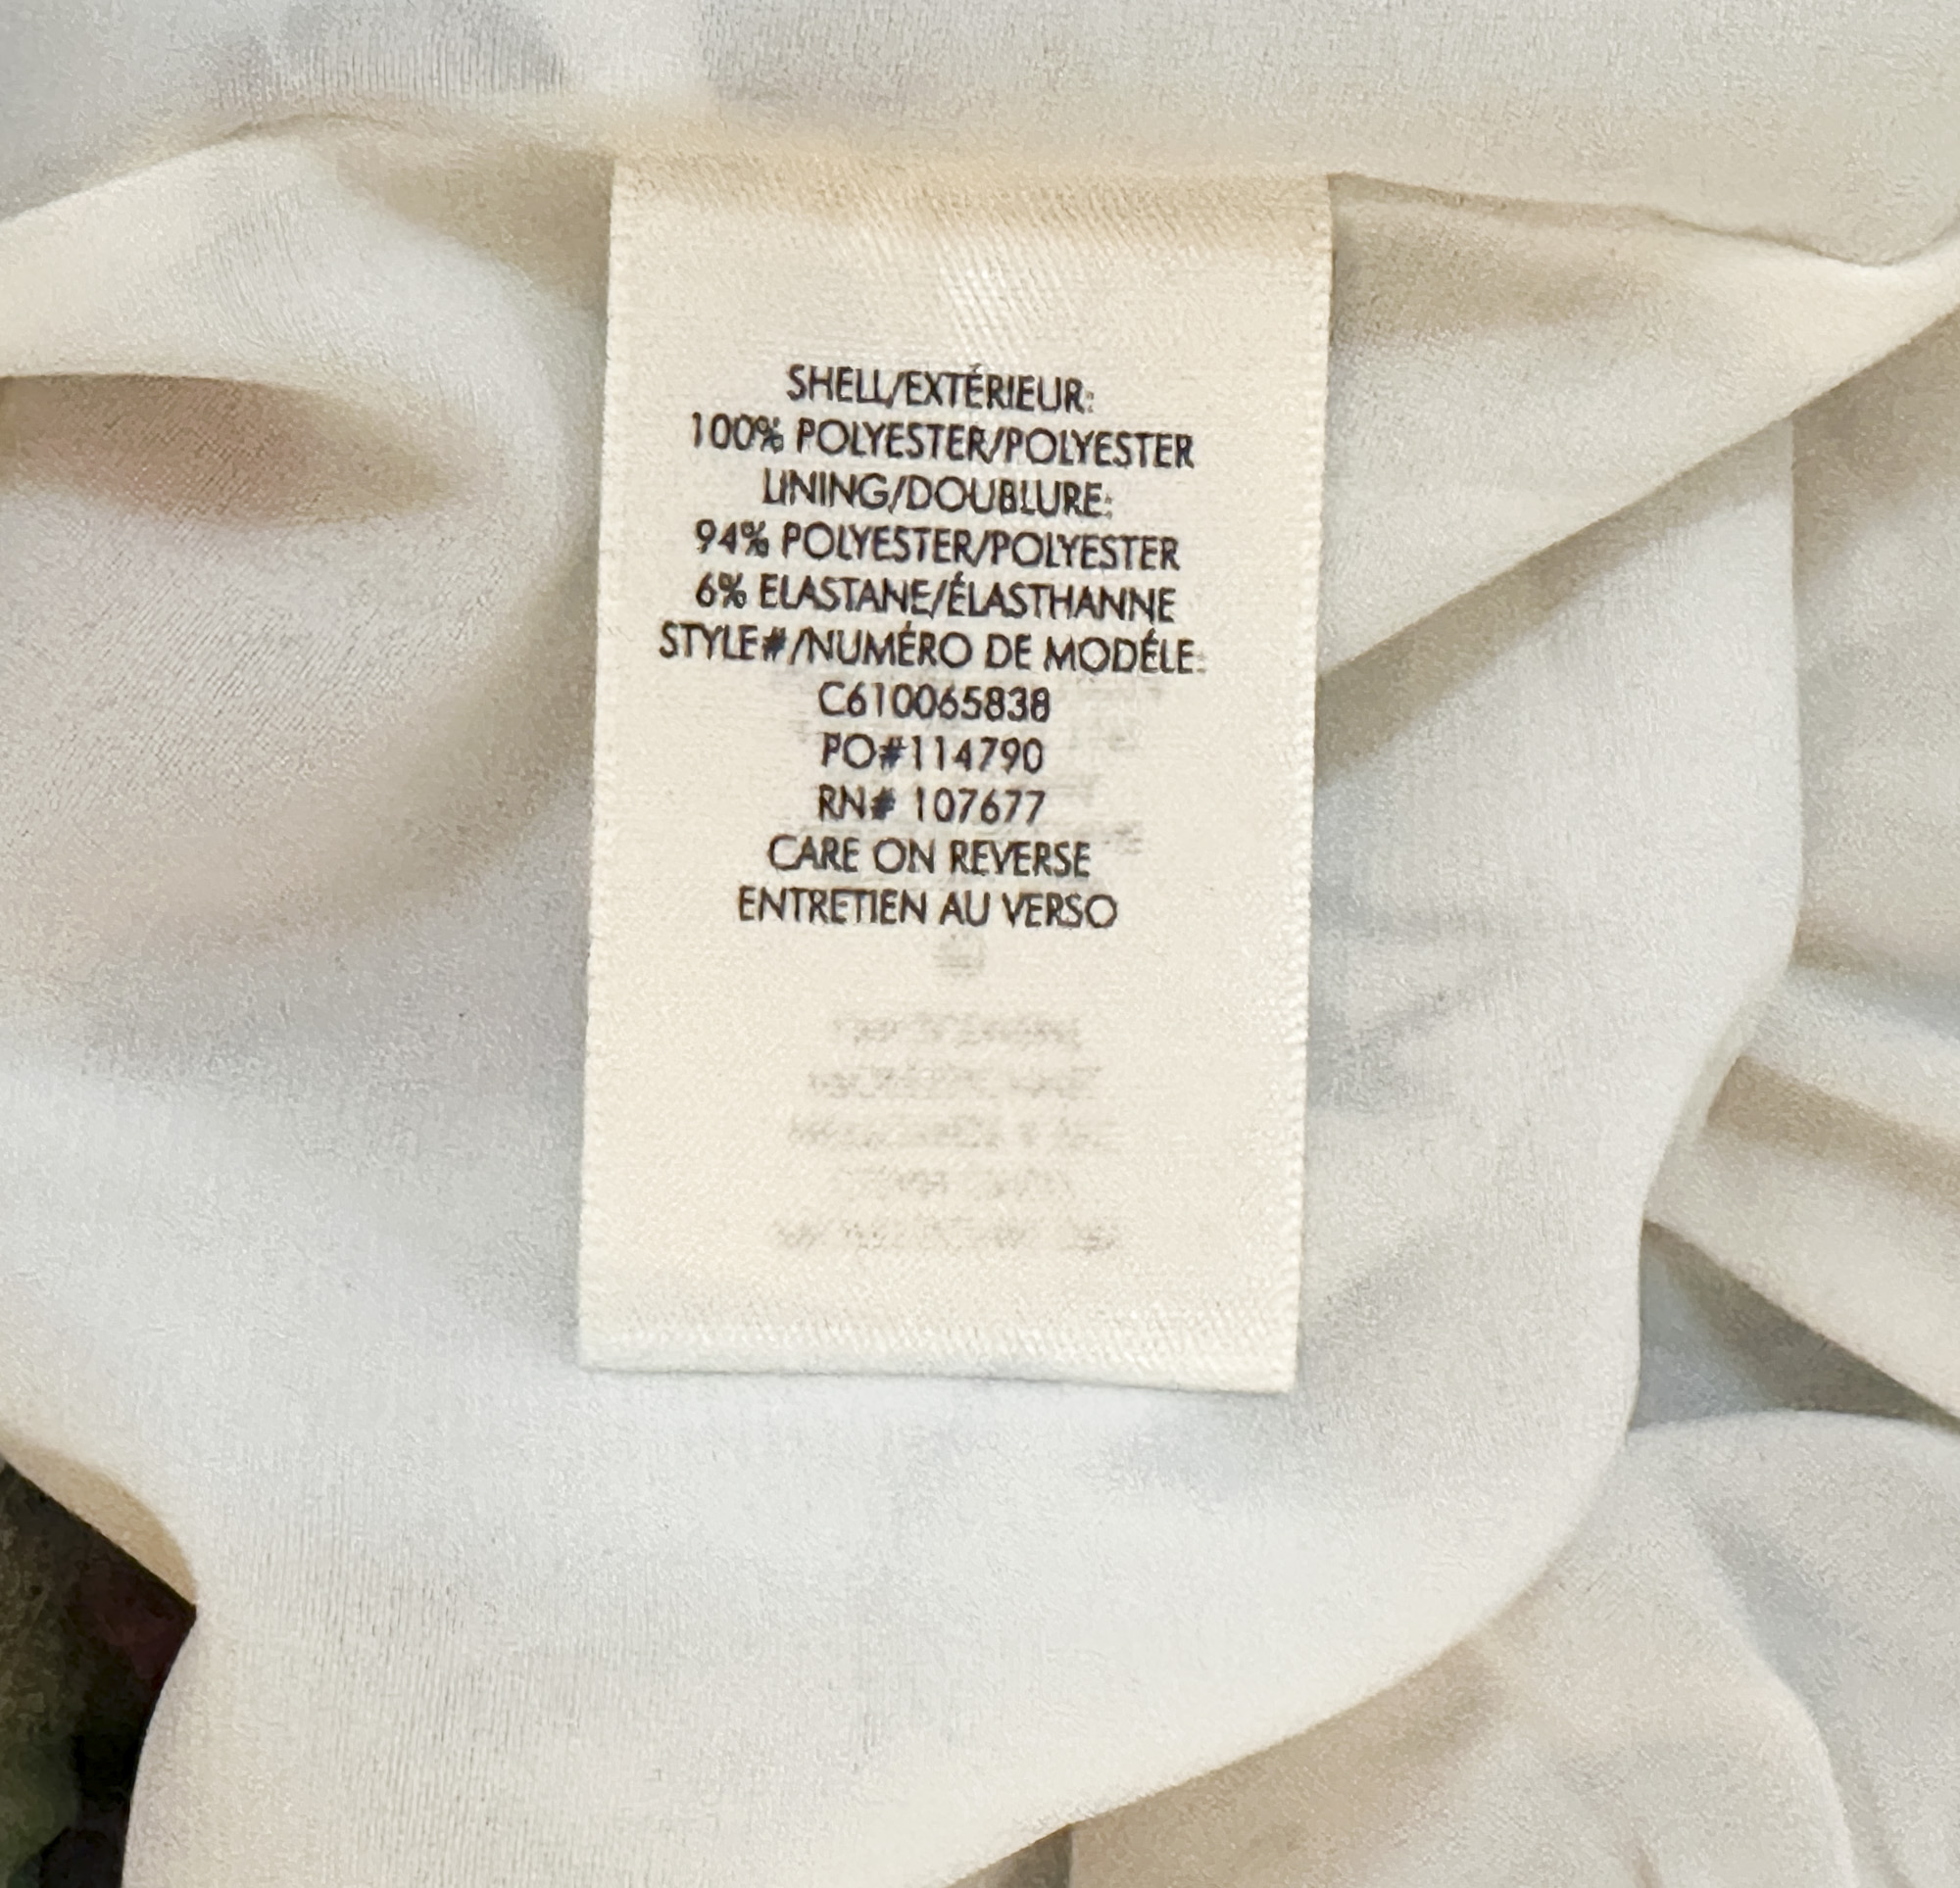 SHELL/EXTÉRIEUR:
100% POLYESTER/POLYESTER
LINING/DOUBLURE:
94% POLYESTER/POLYESTER
6% ELASTANE/ÉLASTHANNE
STYLE#/NUMÉRO DE MODÉLE:
C610065838
PO#114790
RN# 107677
CARE ON REVERSE
ENTRETIEN AU VERSO